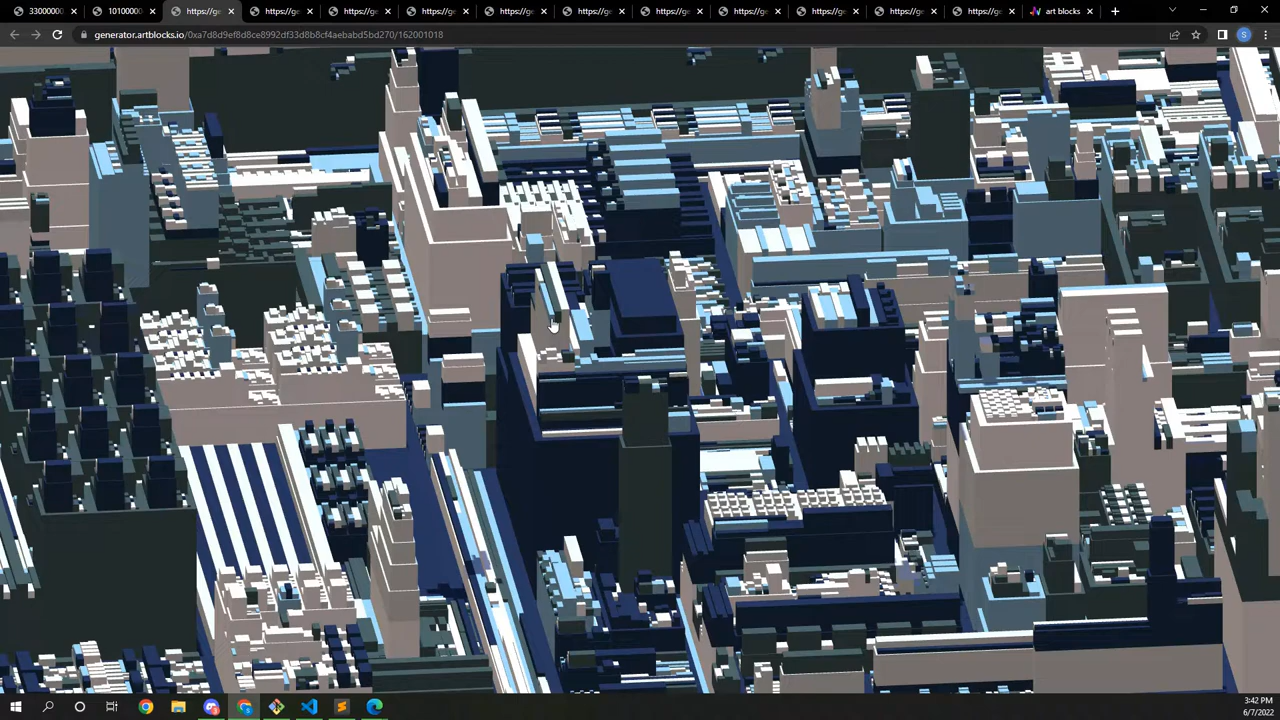 33000000
10100000
https://ge
https://ge
https://ge
https://ge
https://ge
https://ge
https://ge
https://ge
https://ge
https://ge
https://ge
art blocks
generator.artblocks.io/0xa7d8d9ef8d8ce8992df33d8b8cf4aebabd5bd270/162001018
S
3:42 PM
6/7/2022